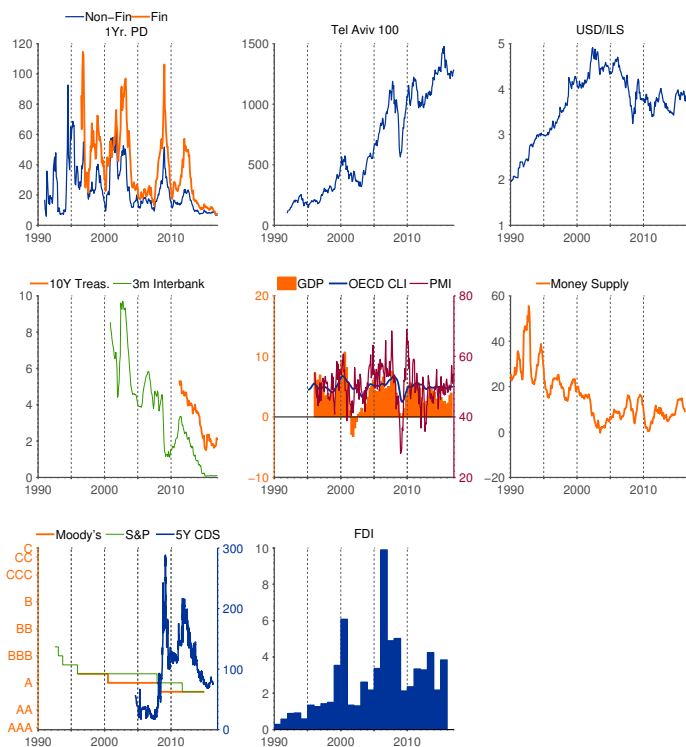 Non-Fin Fin
1Yr. PD
120
100
80
60
40
20
0
1990 2000 2010
Tel Aviv 100
1500
1000
500
0
1990 2000 2010
USD/ILS
5
4
3
2
1
1990 2000 2010
10Y Treas. 3m Interbank
10
8
6
4
2
0
1990 2000 2010
GDP OECD CLI PMI
20 80
10 60
0 40
−10 20
1990 2000 2010
Money Supply
60
40
20
0
−20
1990 2000 2010
Moody's S&P 5Y CDS
C 300
CC
CCC
B 200
BB
BBB
A 100
AA
AAA 0
1990 2000 2010
FDI
10
8
6
4
2
0
1990 2000 2010